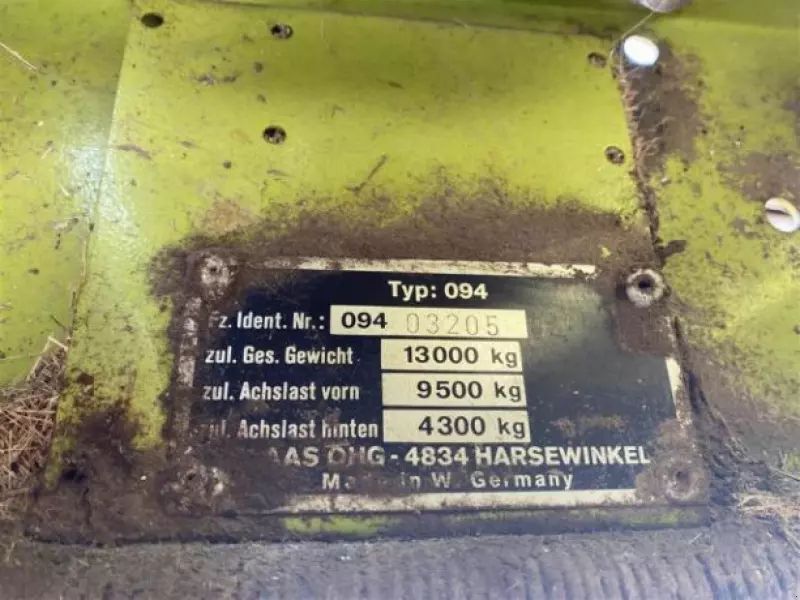 Typ: 094
Fz. Ident. Nr.: 094 03205
zul. Ges. Gewicht 13000 kg
zul. Achslast vorn 9500 kg
zul. Achslast hinten 4300 kg
AAS OHG - 4834 HARSEWINKEL
Made in W. Germany